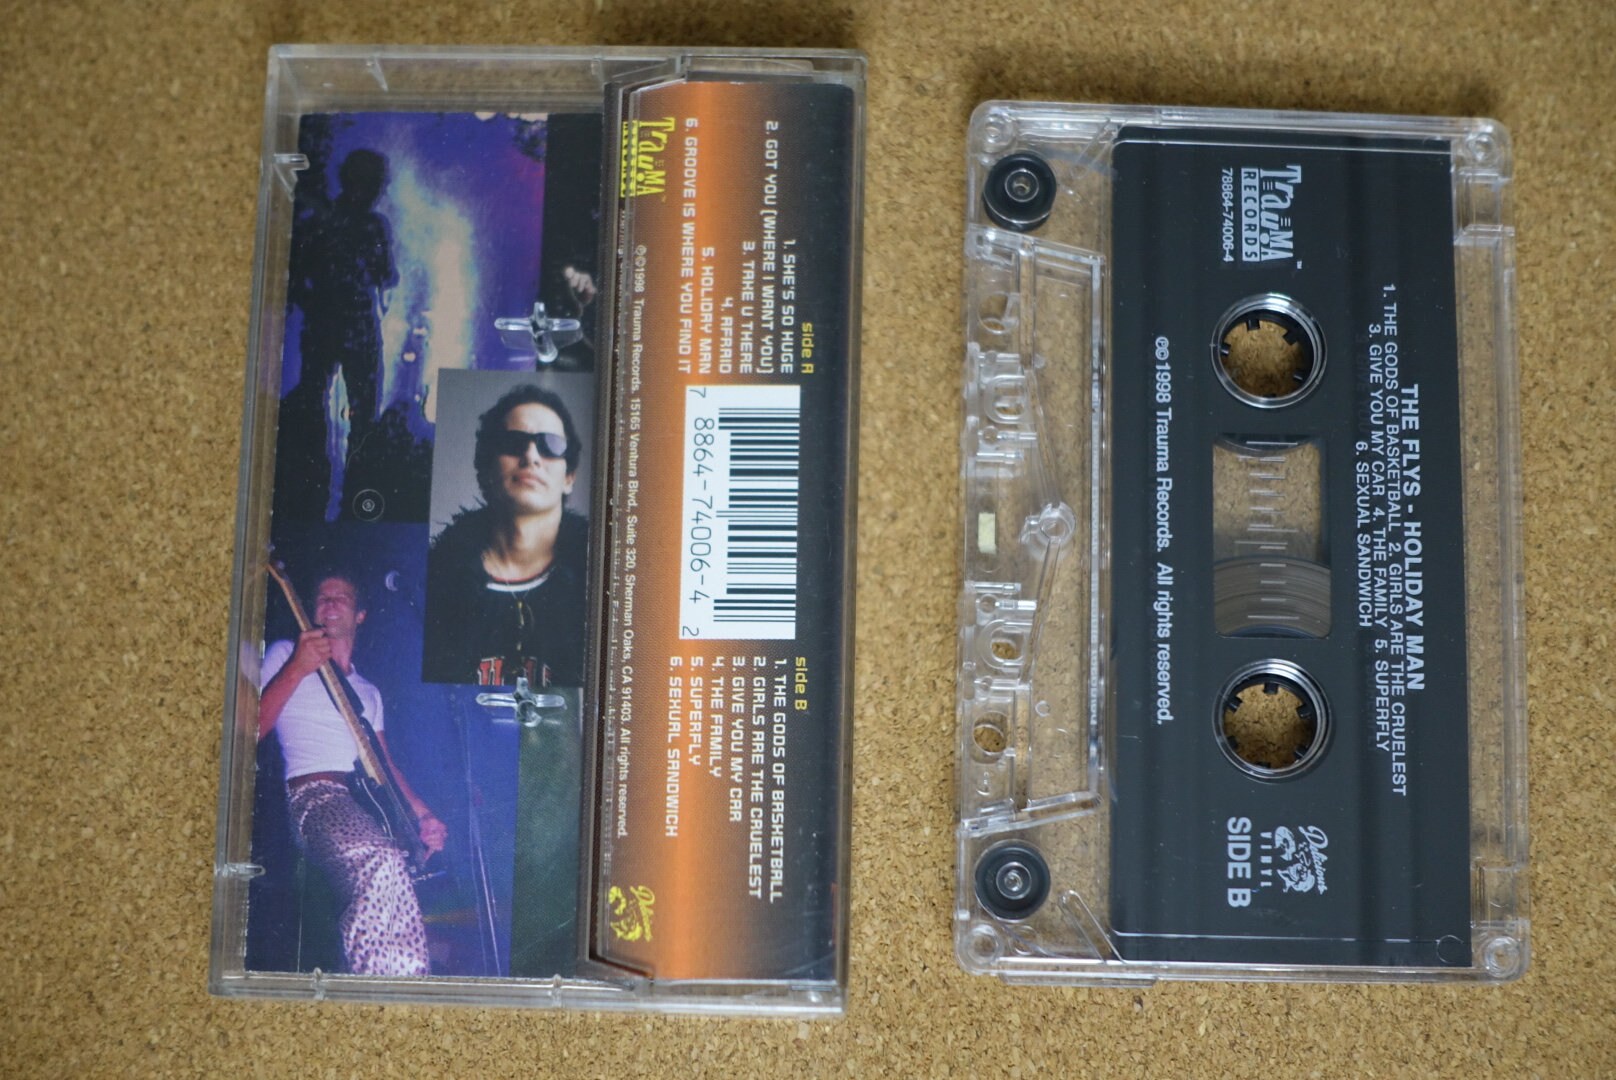 side A
1. SHE'S SO HUGE
2. GOT YOU (WHERE I WANT YOU)
3. TAKE U THERE
4. AFRAID
5. HOLIDAY MAN
6. GROOVE IS WHERE YOU FIND IT
7 8864-74006-4 2
side B
1. THE GODS OF BASKETBALL
2. GIRLS ARE THE CRUELEST
3. GIVE YOU MY CAR
4. THE FAMILY
5. SUPERFLY
6. SEXUAL SANDWICH
TraUMA™
Delicious
℗©1998 Trauma Records. 15165 Ventura Blvd., Suite 320, Sherman Oaks, CA 91403. All rights reserved.
THE FLYS - HOLIDAY MAN
1. THE GODS OF BASKETBALL 2. GIRLS ARE THE CRUELEST
3. GIVE YOU MY CAR 4. THE FAMILY 5. SUPERFLY
6. SEXUAL SANDWICH
TraUMA™
RECORDS
78864-74006-4
Delicious
VINYL
SIDE B
℗©1998 Trauma Records. All rights reserved.